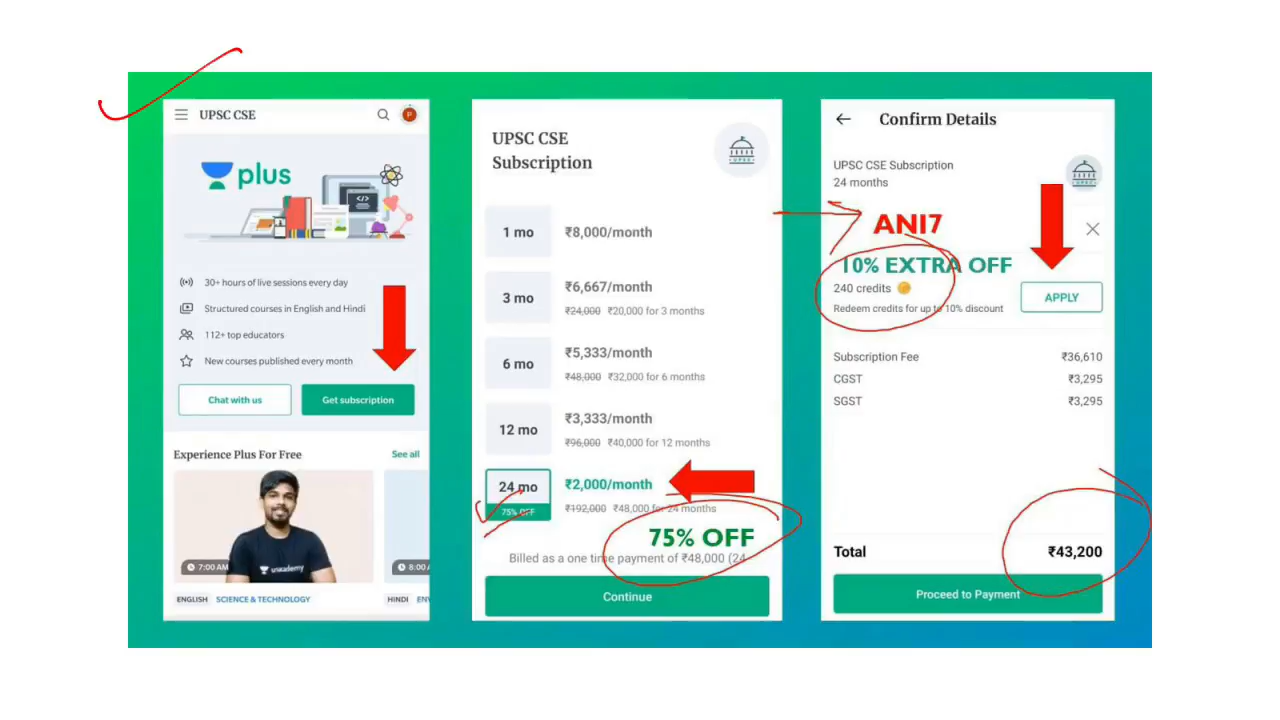 UPSC CSE
P
plus
30+ hours of live sessions every day
Structured courses in English and Hindi
112+ top educators
New courses published every month
Chat with us
Get subscription
Experience Plus For Free
See all
7:00 AM
unacademy
8:00 A
ENGLISH SCIENCE & TECHNOLOGY
HINDI
UPSC CSE
Subscription
UPSC
1 mo
₹8,000/month
3 mo
₹6,667/month
₹24,000 ₹20,000 for 3 months
6 mo
₹5,333/month
₹48,000 ₹32,000 for 6 months
12 mo
₹3,333/month
₹96,000 ₹40,000 for 12 months
24 mo
75% OFF
₹2,000/month
₹192,000 ₹48,000 for 24 months
75% OFF
Billed as a one time payment of ₹48,000 (24
Continue
Confirm Details
UPSC CSE Subscription
24 months
UPSC
ANI7
10% EXTRA OFF
240 credits
Redeem credits for up to 10% discount
APPLY
Subscription Fee ₹36,610
CGST ₹3,295
SGST ₹3,295
Total ₹43,200
Proceed to Payment